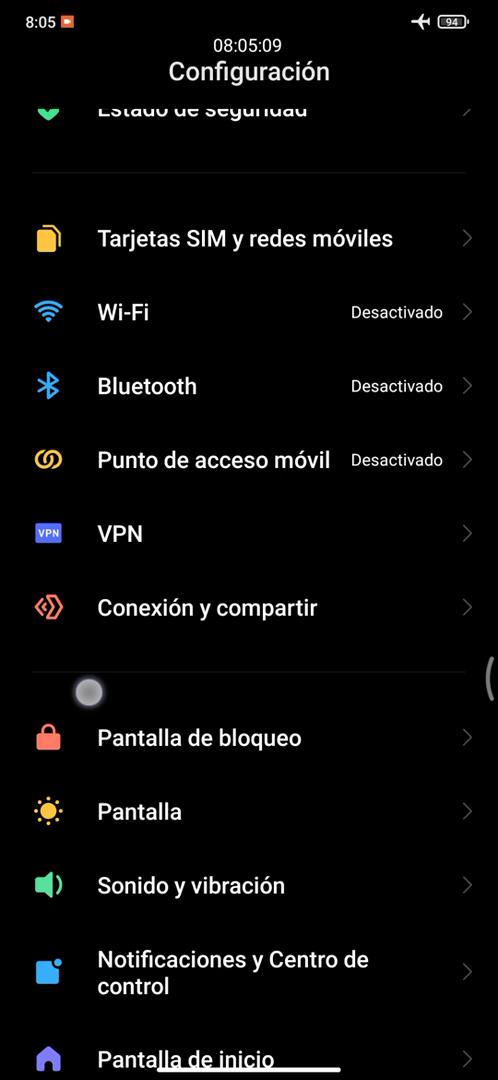 8:05
94
08:05:09
Configuración
Estado de seguridad
Tarjetas SIM y redes móviles
Wi-Fi Desactivado
Bluetooth Desactivado
Punto de acceso móvil Desactivado
VPN VPN
Conexión y compartir
Pantalla de bloqueo
Pantalla
Sonido y vibración
Notificaciones y Centro de
control
Pantalla de inicio